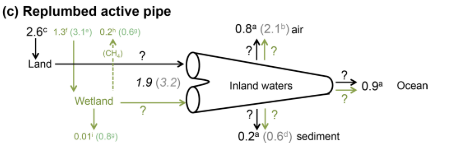 (c) Replumbed active pipe
2.6ᶜ 1.3ᶠ (3.1ᵉ) 0.2ʰ (0.6ᵍ) 0.8ᵃ (2.1ᵇ) air
(CH₄) ? ? ?
Land ?
1.9 (3.2) Inland waters 0.9ᵃ Ocean
Wetland ? ?
? ?
0.01ⁱ (0.8ᵍ) 0.2ᵃ (0.6ᵈ) sediment